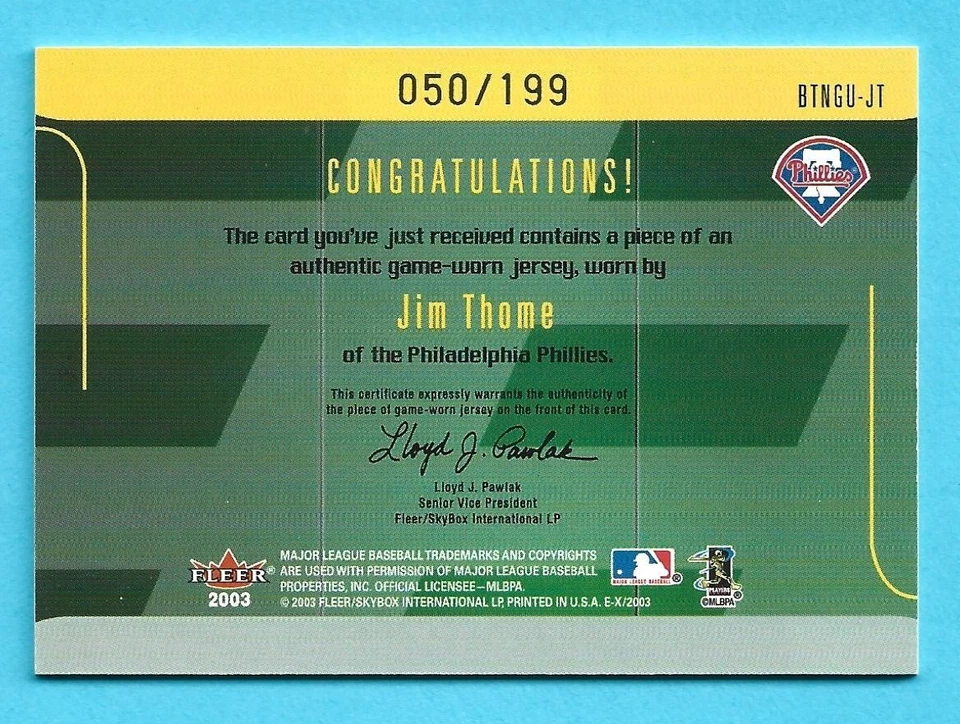 050/199
BTNGU-JT
CONGRATULATIONS!
Phillies
The card you've just received contains a piece of an
authentic game-worn jersey, worn by
Jim Thome
of the Philadelphia Phillies.
This certificate expressly warrants the authenticity of
the piece of game-worn jersey on the front of this card.
Lloyd J. Pawlak
Lloyd J. Pawlak
Senior Vice President
Fleer/SkyBox International LP
FLEER®
2003
MAJOR LEAGUE BASEBALL TRADEMARKS AND COPYRIGHTS
ARE USED WITH PERMISSION OF MAJOR LEAGUE BASEBALL
PROPERTIES, INC. OFFICIAL LICENSEE—MLBPA.
© 2003 FLEER/SKYBOX INTERNATIONAL LP, PRINTED IN U.S.A. E-X/2003
MAJOR LEAGUE BASEBALL®
PLAYERS
©MLBPA